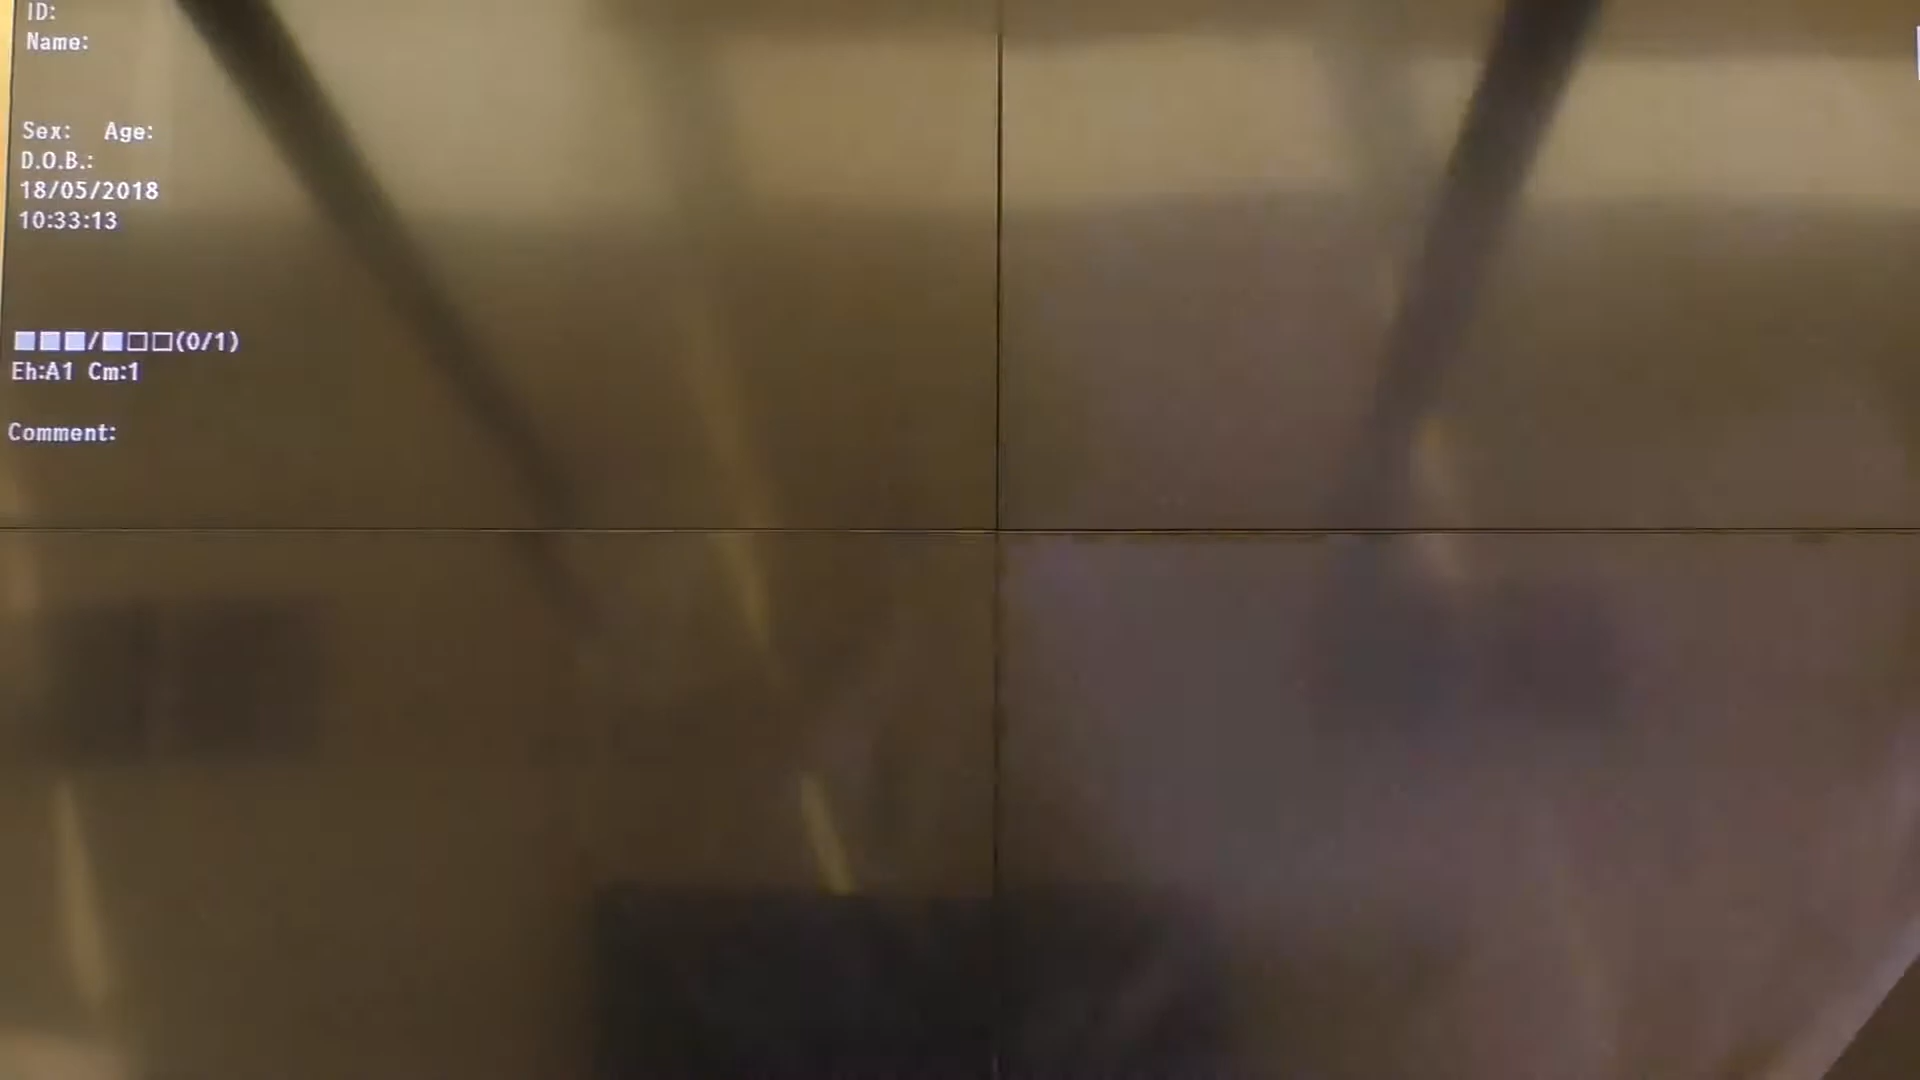 ID:
Name:
Sex: Age:
D.O.B.:
18/05/2018
10:33:13
■■■/■□□(0/1)
Eh:A1 Cm:1
Comment: